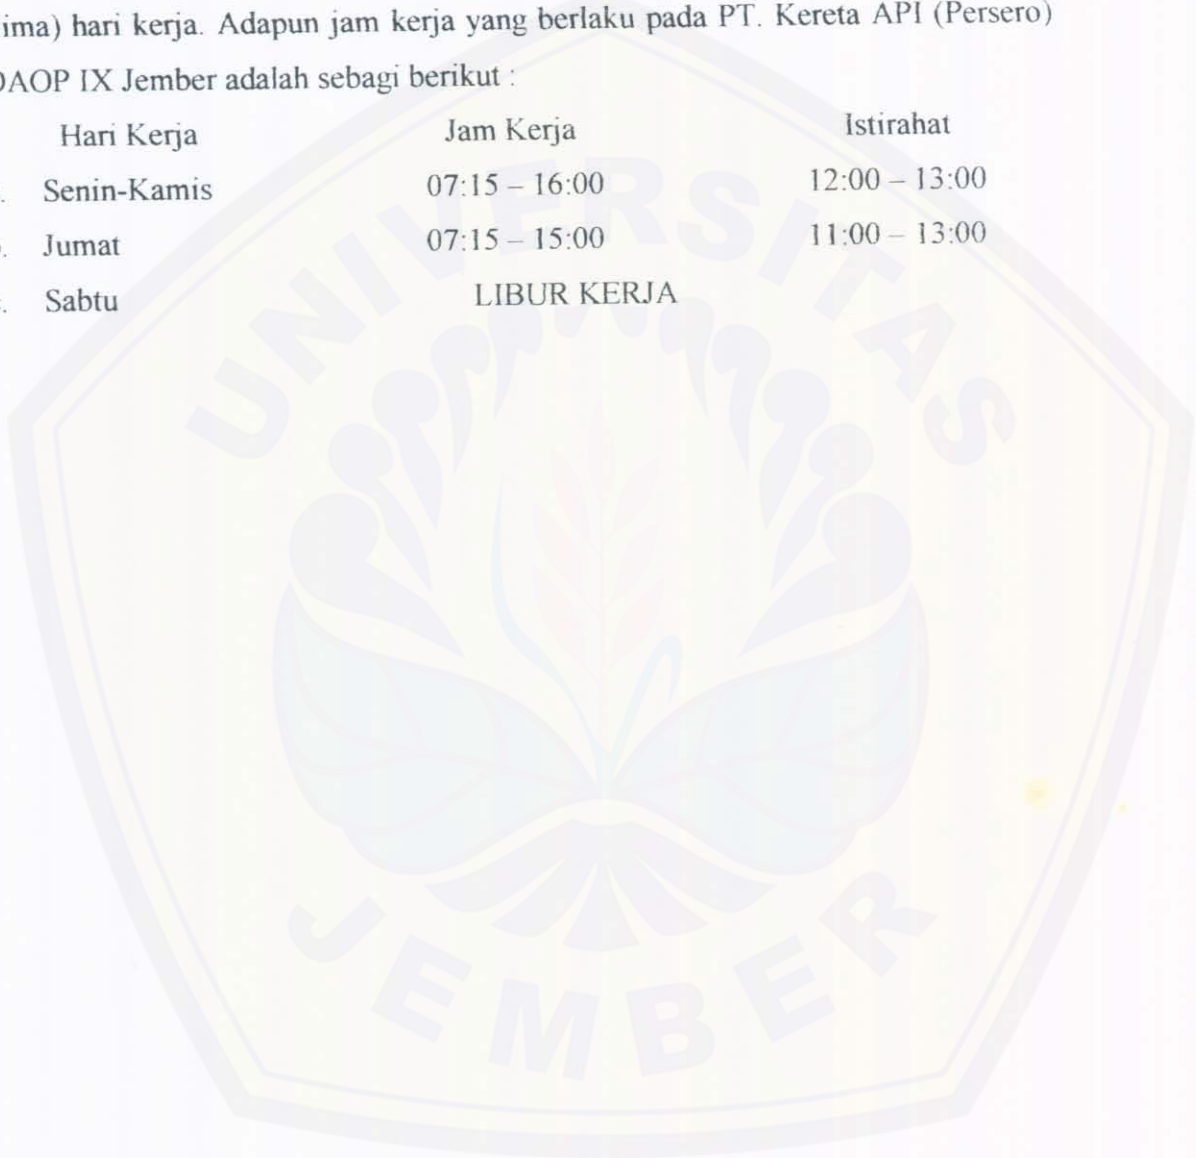 ima) hari kerja. Adapun jam kerja yang berlaku pada PT. Kereta API (Persero)
DAOP IX Jember adalah sebagi berikut :
Hari Kerja Jam Kerja Istirahat
. Senin-Kamis 07:15 – 16:00 12:00 – 13:00
. Jumat 07:15 – 15:00 11:00 – 13:00
. Sabtu LIBUR KERJA
UNIVERSITAS
JEMBER